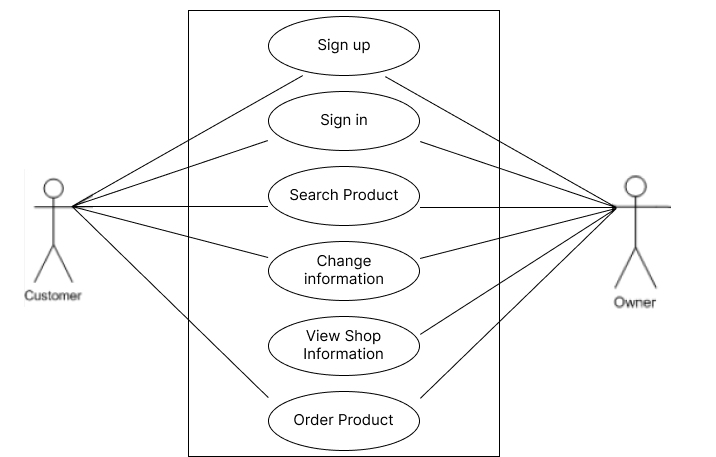 Sign up
Sign in
Search Product
Change
information
View Shop
Information
Order Product
Customer
Owner